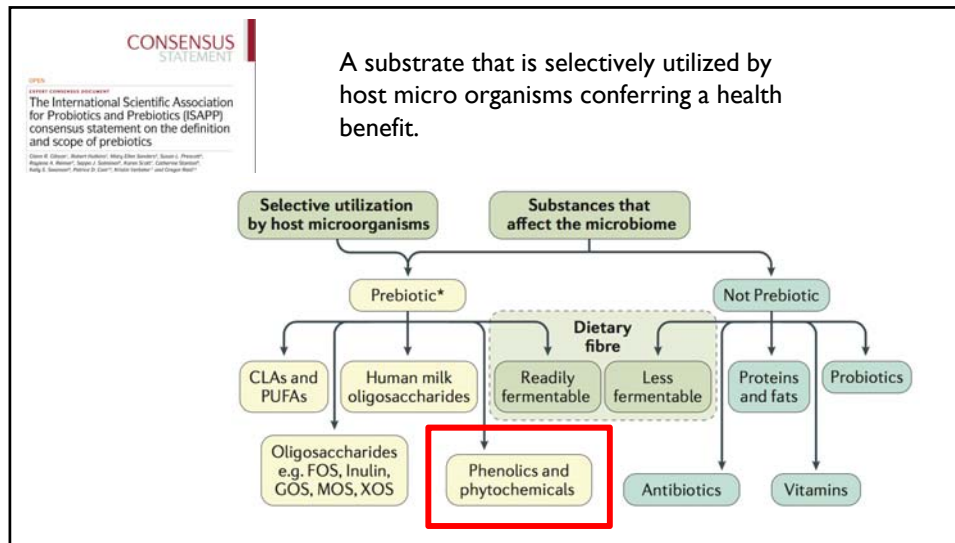 CONSENSUS
STATEMENT
OPEN
EXPERT CONSENSUS DOCUMENT
The International Scientific Association
for Probiotics and Prebiotics (ISAPP)
consensus statement on the definition
and scope of prebiotics
A substrate that is selectively utilized by
host micro organisms conferring a health
benefit.
Selective utilization
by host microorganisms
Substances that
affect the microbiome
Prebiotic*
Not Prebiotic
Dietary
fibre
CLAs and
PUFAs
Human milk
oligosaccharides
Readily
fermentable
Less
fermentable
Proteins
and fats
Probiotics
Oligosaccharides
e.g. FOS, Inulin,
GOS, MOS, XOS
Phenolics and
phytochemicals
Antibiotics
Vitamins